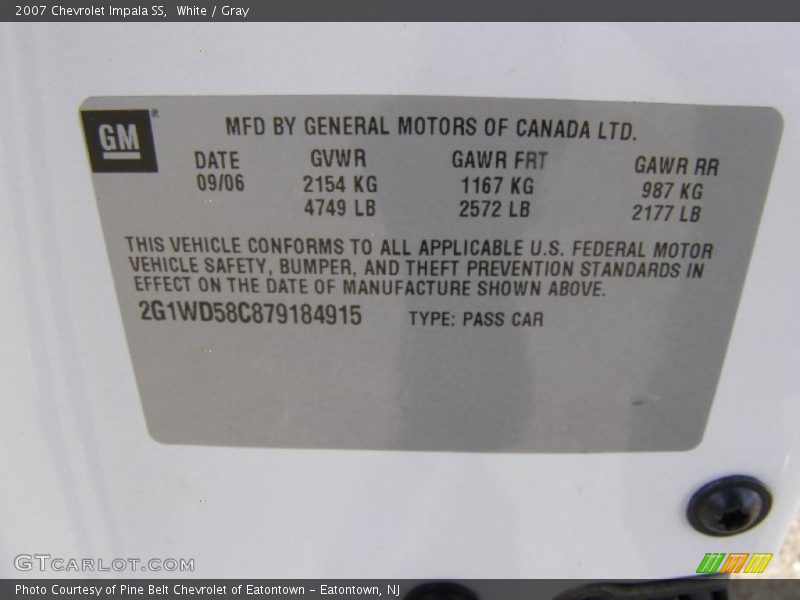 2007 Chevrolet Impala SS,  White / Gray
GM
MFD BY GENERAL MOTORS OF CANADA LTD.
DATE GVWR GAWR FRT GAWR RR
09/06 2154 KG 1167 KG 987 KG
4749 LB 2572 LB 2177 LB
THIS VEHICLE CONFORMS TO ALL APPLICABLE U.S. FEDERAL MOTOR
VEHICLE SAFETY, BUMPER, AND THEFT PREVENTION STANDARDS IN
EFFECT ON THE DATE OF MANUFACTURE SHOWN ABOVE.
2G1WD58C879184915 TYPE: PASS CAR
GTCARLOT.COM
Photo Courtesy of Pine Belt Chevrolet of Eatontown – Eatontown, NJ